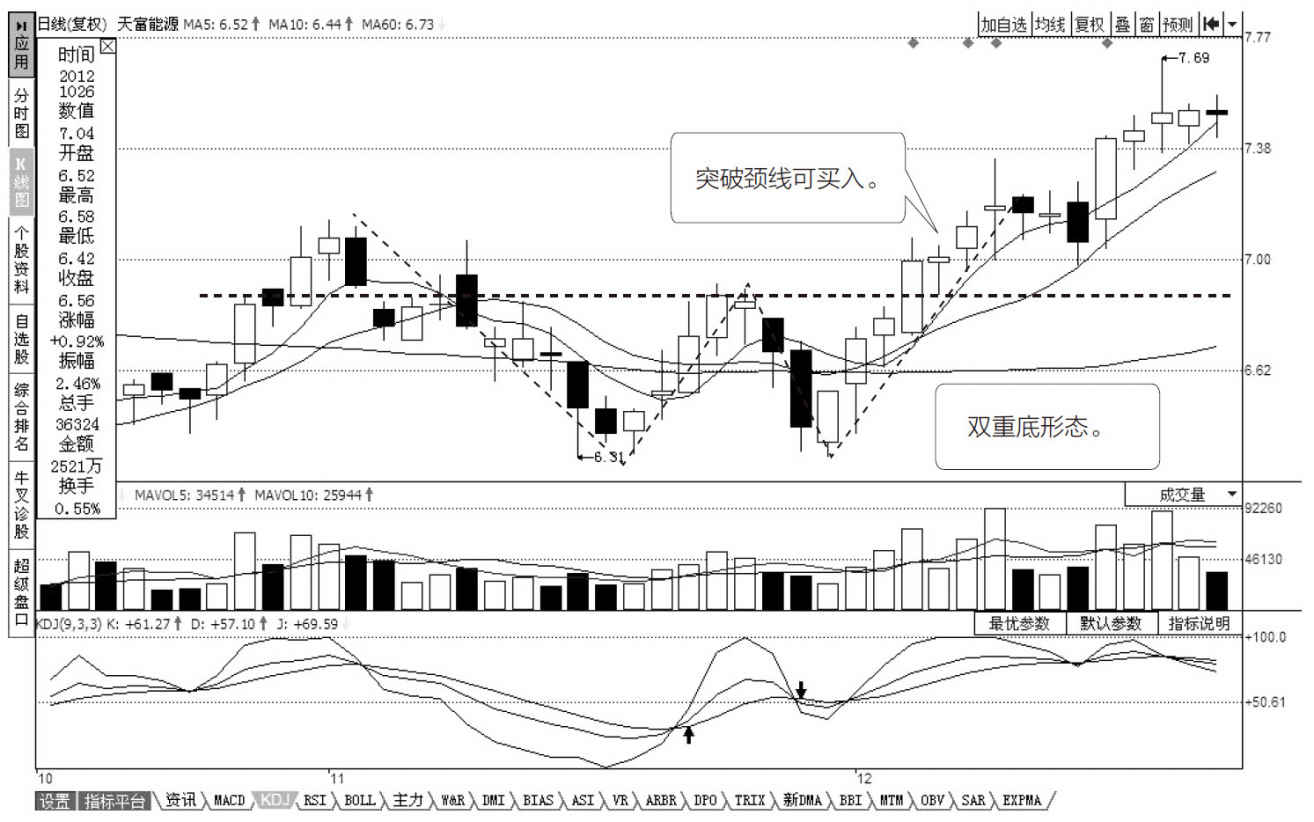 日线(复权) 天富能源 MA5: 6.52 MA10: 6.44 MA60: 6.73
加自选 均线 复权 叠 窗 预测
应用
分时图
K线图
个股资料
自选股
综合排名
牛叉诊股
超级盘口
时间
2012
1026
数值
7.04
开盘
6.52
最高
6.58
最低
6.42
收盘
6.56
涨幅
+0.92%
振幅
2.46%
总手
36324
金额
2521万
换手
0.55%
7.77
7.38
7.00
6.62
7.69
突破颈线可买入。
双重底形态。
6.31
MAVOL5: 34514 MAVOL10: 25944
成交量
92260
46130
KDJ(9,3,3) K: +61.27 D: +57.10 J: +69.59
最优参数 默认参数 指标说明
+100.0
+50.61
10 11 12
设置 指标平台 资讯 MACD KDJ RSI BOLL 主力 W&R DMI BIAS ASI VR ARBR DPO TRIX 新DMA BBI MTM OBV SAR EXPMA